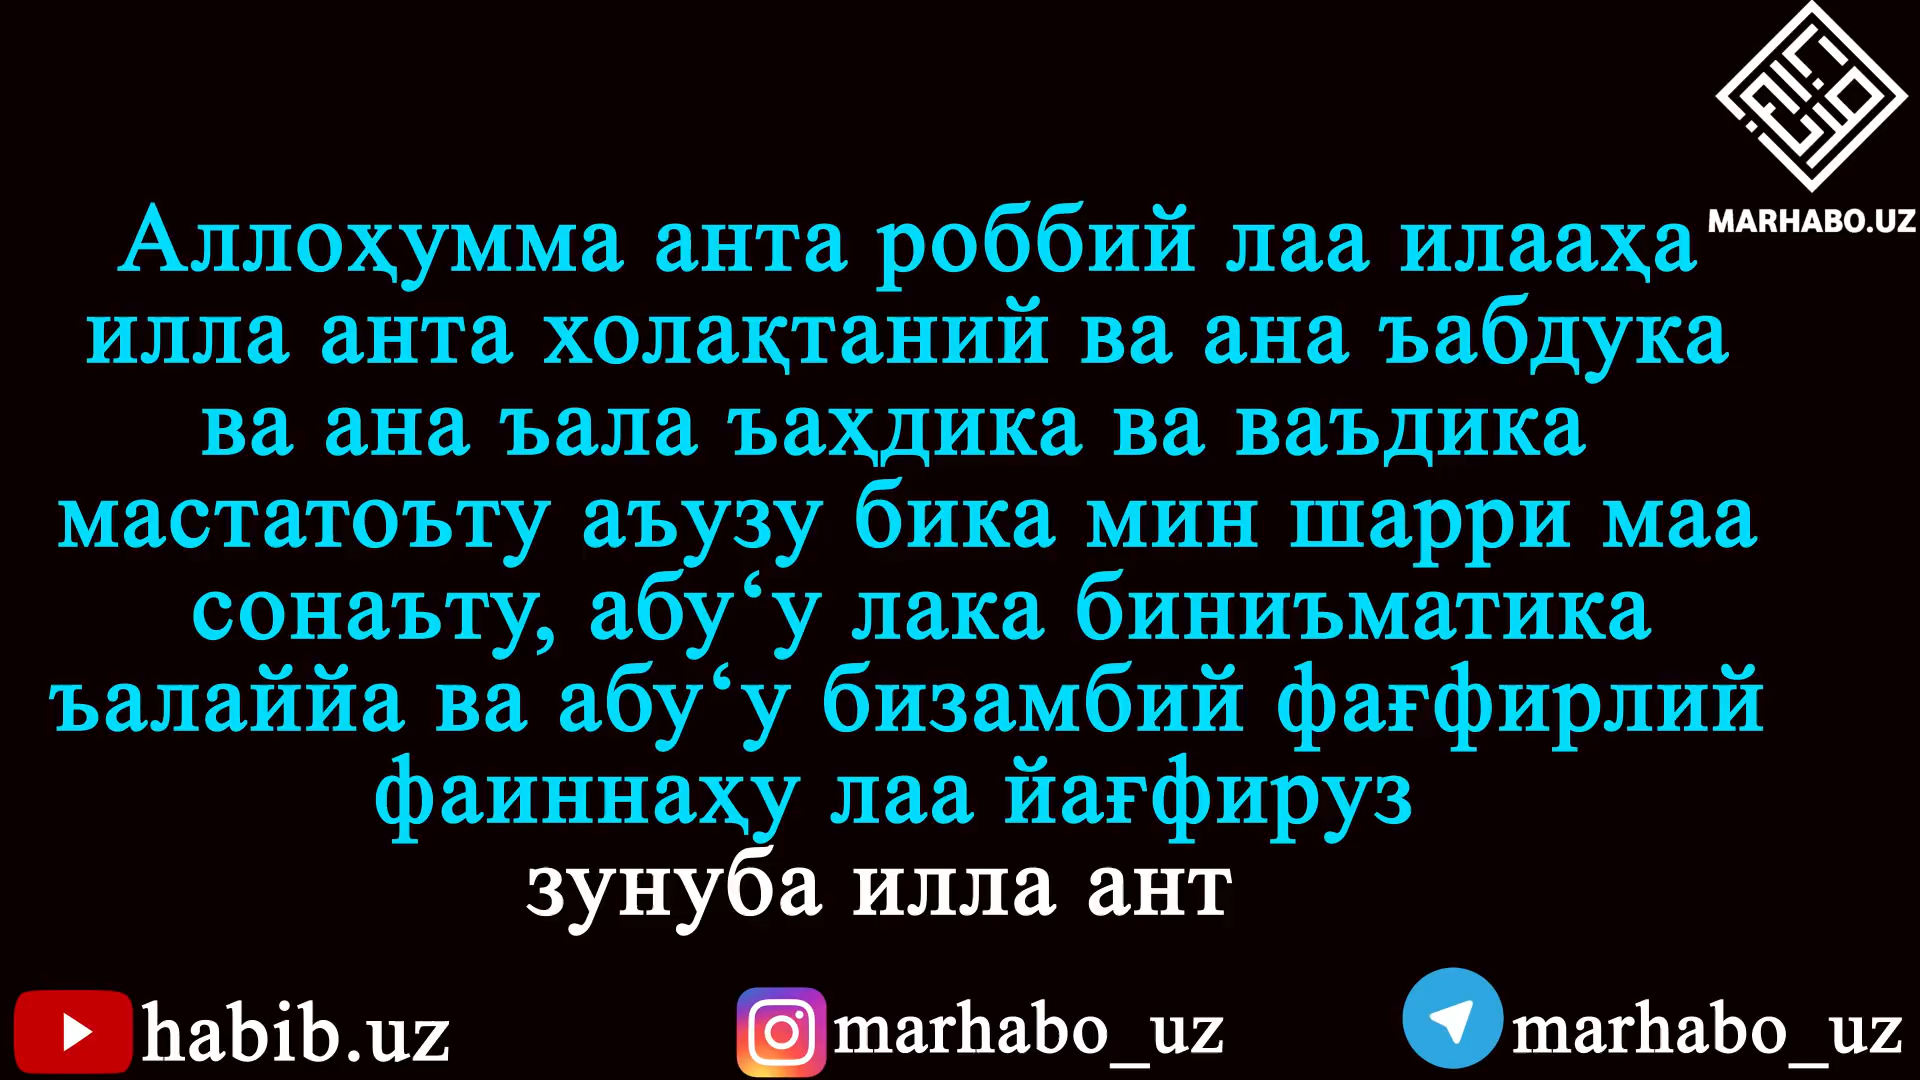 MARHABO.UZ
Аллоҳумма анта роббий лаа илааҳа
илла анта холақтаний ва ана ъабдука
ва ана ъала ъаҳдика ва ваъдика
мастатоъту аъузу бика мин шарри маа
сонаъту, абу‘у лака биниъматика
ъалаййа ва абу‘у бизамбий фағфирлий
фаиннаҳу лаа йағфируз
зунуба илла ант
habib.uz
marhabo_uz
marhabo_uz